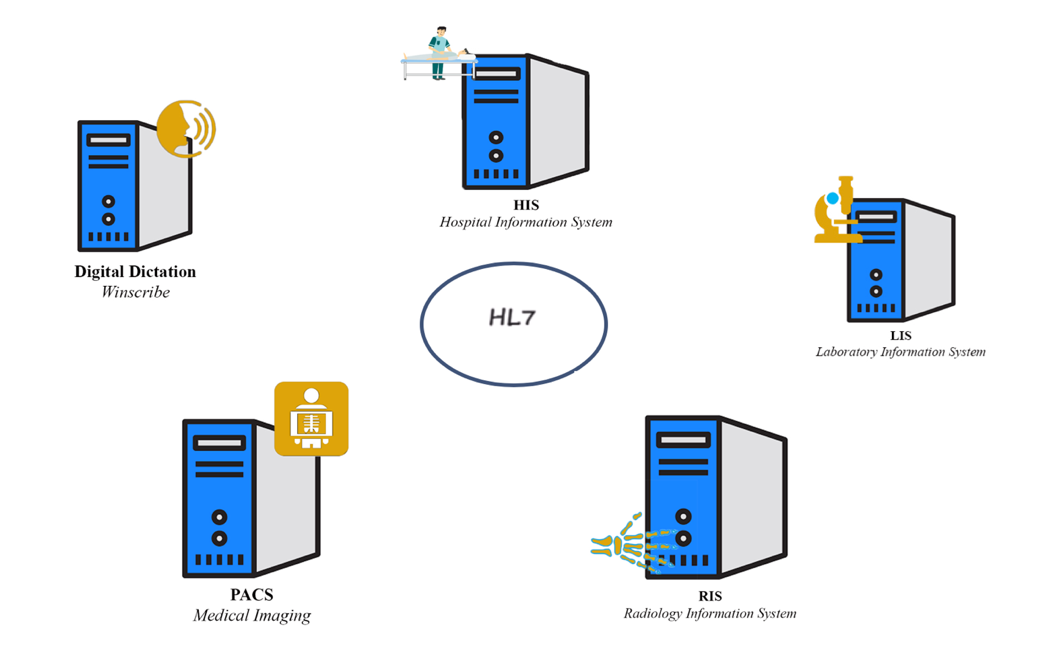 HIS
Hospital Information System
Digital Dictation
Winscribe
HL7
LIS
Laboratory Information System
PACS
Medical Imaging
RIS
Radiology Information System